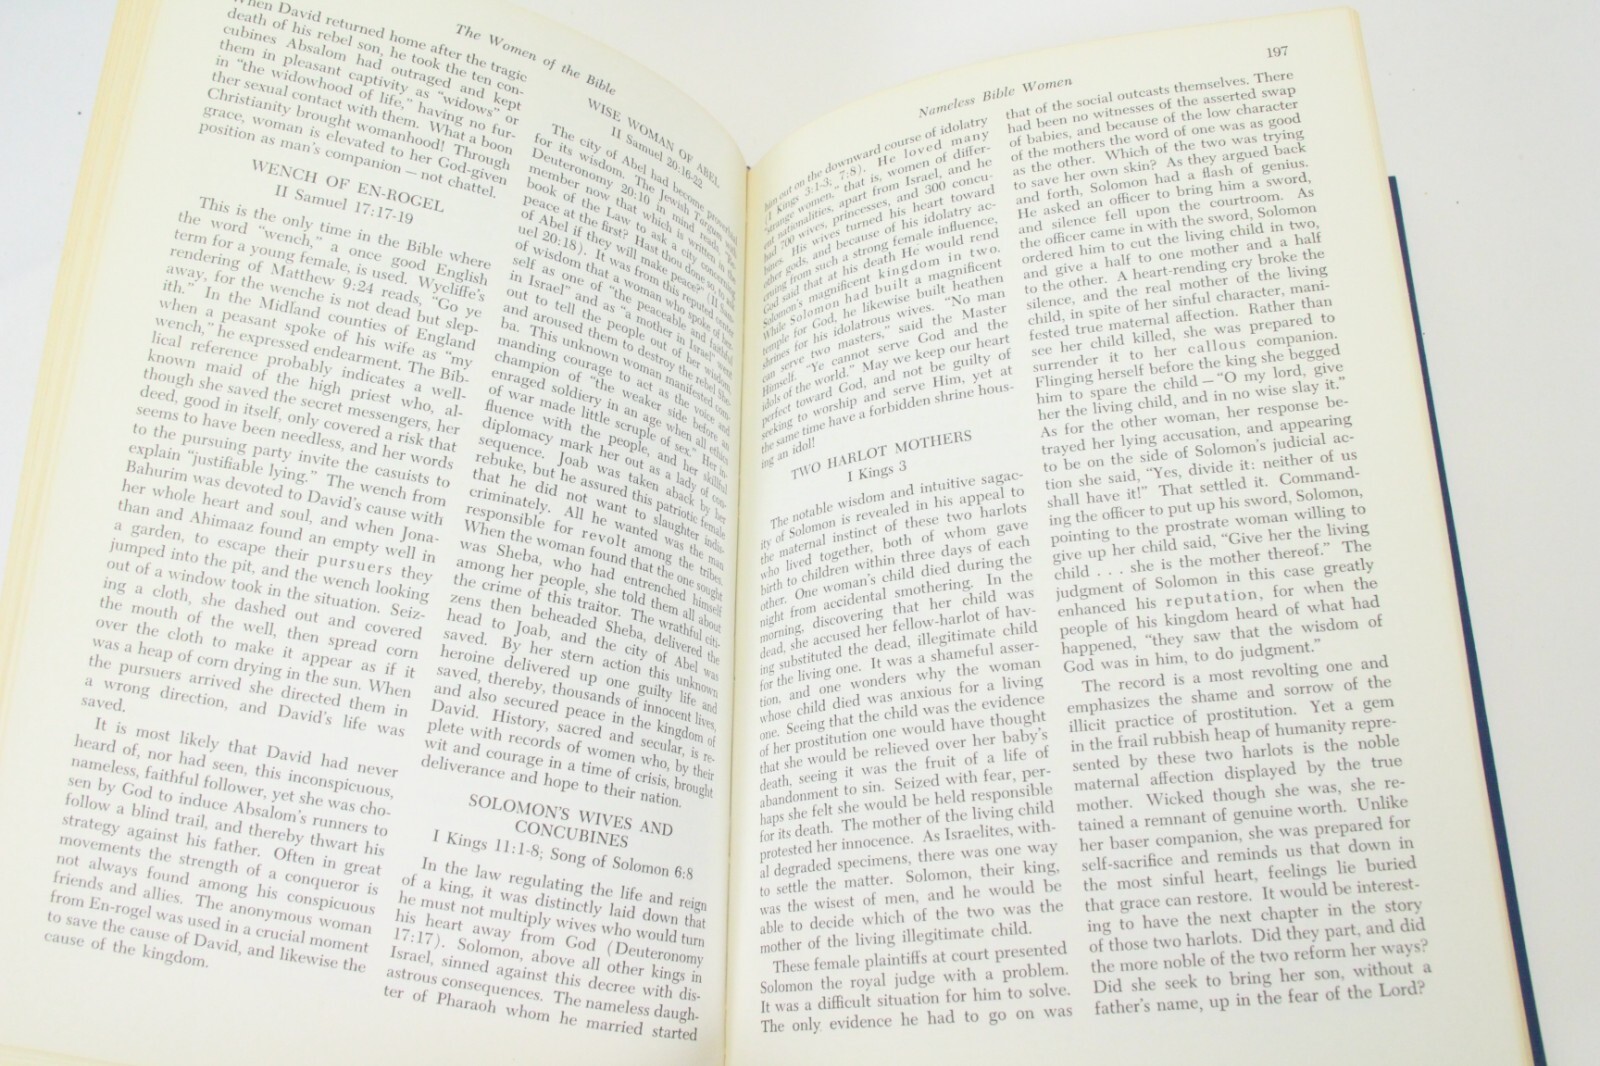 The Women of the Bible
When David returned home after the tragic
death of his rebel son, he took the ten con-
cubines Absalom had outraged and kept
them in pleasant captivity as "widows" or
in "the widowhood of life," having no fur-
ther sexual contact with them. What a boon
Christianity brought womanhood! Through
grace, woman is elevated to her God-given
position as man's companion — not chattel.
WENCH OF EN-ROGEL
II Samuel 17:17-19
This is the only time in the Bible where
the word "wench," a once good English
term for a young female, is used. Wycliffe's
rendering of Matthew 9:24 reads, "Go ye
away, for the wenche is not dead but slep-
ith." In the Midland counties of England
when a peasant spoke of his wife as "my
wench," he expressed endearment. The Bib-
lical reference probably indicates a well-
known maid of the high priest who, al-
though she saved the secret messengers, her
deed, good in itself, only covered a risk that
seems to have been needless, and her words
to the pursuing party invite the casuists to
explain "justifiable lying." The wench from
Bahurim was devoted to David's cause with
her whole heart and soul, and when Jona-
than and Ahimaaz found an empty well in
a garden, to escape their pursuers they
jumped into the pit, and the wench looking
out of a window took in the situation. Seiz-
ing a cloth, she dashed out and covered
the mouth of the well, then spread corn
over the cloth to make it appear as if it
was a heap of corn drying in the sun. When
the pursuers arrived she directed them in
a wrong direction, and David's life was
saved.
It is most likely that David had never
heard of, nor had seen, this inconspicuous,
nameless, faithful follower, yet she was cho-
sen by God to induce Absalom's runners to
follow a blind trail, and thereby thwart his
strategy against his father. Often in great
movements the strength of a conqueror is
not always found among his conspicuous
friends and allies. The anonymous woman
from En-rogel was used in a crucial moment
to save the cause of David, and likewise the
cause of the kingdom.
WISE WOMAN OF ABEL
II Samuel 20:16-22
The city of Abel had become proverbial
for its wisdom. The Jewish Torgus with
Deuteronomy 20:10 in mind reads, "Re-
member now that which is written in the
book of the Law to ask a city concerning
peace at the first? Hast thou done so, to ask
of Abel if they will make peace?" (II Sam-
uel 20:18). It was from this reputed center
of wisdom that a woman who spoke of her-
self as one of "the peaceable and faithful
in Israel" and as "a mother in Israel" went
out to tell the people out of her wisdom,
and aroused them to destroy the rebel She-
ba. This unknown woman manifested com-
manding courage to act as the voice and
champion of "the weaker side before an
enraged soldiery in an age when all ethics
of war made little scruple of sex." Her in-
fluence with the people, and her skillful
diplomacy mark her out as a lady of con-
sequence. Joab was taken aback by her
rebuke, but he assured this patriotic female
that he did not want to slaughter indis-
criminately. All he wanted was the man
responsible for revolt among the tribes.
When the woman found that the one sought
was Sheba, who had entrenched himself
among her people, she told them all about
the crime of this traitor. The wrathful citi-
zens then beheaded Sheba, delivered the
head to Joab, and the city of Abel was
saved. By her stern action this unknown
heroine delivered up one guilty life and
saved, thereby, thousands of innocent lives,
and also secured peace in the kingdom of
David. History, sacred and secular, is re-
plete with records of women who, by their
wit and courage in a time of crisis, brought
deliverance and hope to their nation.
SOLOMON'S WIVES AND
CONCUBINES
I Kings 11:1-8; Song of Solomon 6:8
In the law regulating the life and reign
of a king, it was distinctly laid down that
he must not multiply wives who would turn
his heart away from God (Deuteronomy
17:17). Solomon, above all other kings in
Israel, sinned against this decree with dis-
astrous consequences. The nameless daugh-
ter of Pharaoh whom he married started
Nameless Bible Women
197
him out on the downward course of idolatry
(I Kings 3:1-3; 7:8). He loved many
"strange women," that is, women of differ-
ent nationalities, apart from Israel, and he
had 700 wives, princesses, and 300 concu-
bines. His wives turned his heart toward
other gods, and because of his idolatry ac-
cruing from such a strong female influence,
God said that at his death He would rend
Solomon's magnificent kingdom in two.
While Solomon had built a magnificent
temple for God, he likewise built heathen
shrines for his idolatrous wives. "No man
can serve two masters," said the Master
Himself. "Ye cannot serve God and the
idols of the world." May we keep our heart
perfect toward God, and not be guilty of
seeking to worship and serve Him, yet at
the same time have a forbidden shrine hous-
ing an idol!
TWO HARLOT MOTHERS
I Kings 3
The notable wisdom and intuitive sagac-
ity of Solomon is revealed in his appeal to
the maternal instinct of these two harlots
who lived together, both of whom gave
birth to children within three days of each
other. One woman's child died during the
night from accidental smothering. In the
morning, discovering that her child was
dead, she accused her fellow-harlot of hav-
ing substituted the dead, illegitimate child
for the living one. It was a shameful asser-
tion, and one wonders why the woman
whose child died was anxious for a living
one. Seeing that the child was the evidence
of her prostitution one would have thought
that she would be relieved over her baby's
death, seeing it was the fruit of a life of
abandonment to sin. Seized with fear, per-
haps she felt she would be held responsible
for its death. The mother of the living child
protested her innocence. As Israelites, with-
al degraded specimens, there was one way
to settle the matter. Solomon, their king,
was the wisest of men, and he would be
able to decide which of the two was the
mother of the living illegitimate child.
These female plaintiffs at court presented
Solomon the royal judge with a problem.
It was a difficult situation for him to solve.
The only evidence he had to go on was
that of the social outcasts themselves. There
had been no witnesses of the asserted swap
of babies, and because of the low character
of the mothers the word of one was as good
as the other. Which of the two was trying
to save her own skin? As they argued back
and forth, Solomon had a flash of genius.
He asked an officer to bring him a sword,
and silence fell upon the courtroom. As
the officer came in with the sword, Solomon
ordered him to cut the living child in two,
and give a half to one mother and a half
to the other. A heart-rending cry broke the
silence, and the real mother of the living
child, in spite of her sinful character, mani-
fested true maternal affection. Rather than
see her child killed, she was prepared to
surrender it to her callous companion.
Flinging herself before the king she begged
him to spare the child — "O my lord, give
her the living child, and in no wise slay it."
As for the other woman, her response be-
trayed her lying accusation, and appearing
to be on the side of Solomon's judicial ac-
tion she said, "Yes, divide it: neither of us
shall have it!" That settled it. Command-
ing the officer to put up his sword, Solomon,
pointing to the prostrate woman willing to
give up her child said, "Give her the living
child . . . she is the mother thereof." The
judgment of Solomon in this case greatly
enhanced his reputation, for when the
people of his kingdom heard of what had
happened, "they saw that the wisdom of
God was in him, to do judgment."
The record is a most revolting one and
emphasizes the shame and sorrow of the
illicit practice of prostitution. Yet a gem
in the frail rubbish heap of humanity repre-
sented by these two harlots is the noble
maternal affection displayed by the true
mother. Wicked though she was, she re-
tained a remnant of genuine worth. Unlike
her baser companion, she was prepared for
self-sacrifice and reminds us that down in
the most sinful heart, feelings lie buried
that grace can restore. It would be interest-
ing to have the next chapter in the story
of those two harlots. Did they part, and did
the more noble of the two reform her ways?
Did she seek to bring her son, without a
father's name, up in the fear of the Lord?